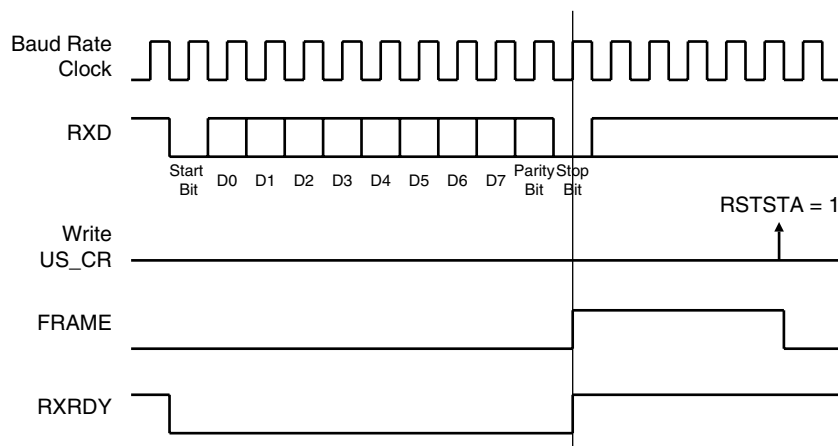 Baud Rate
Clock
RXD
Start
Bit
D0 D1 D2 D3 D4 D5 D6 D7
Parity
Bit
Stop
Bit
RSTSTA = 1
Write
US_CR
FRAME
RXRDY